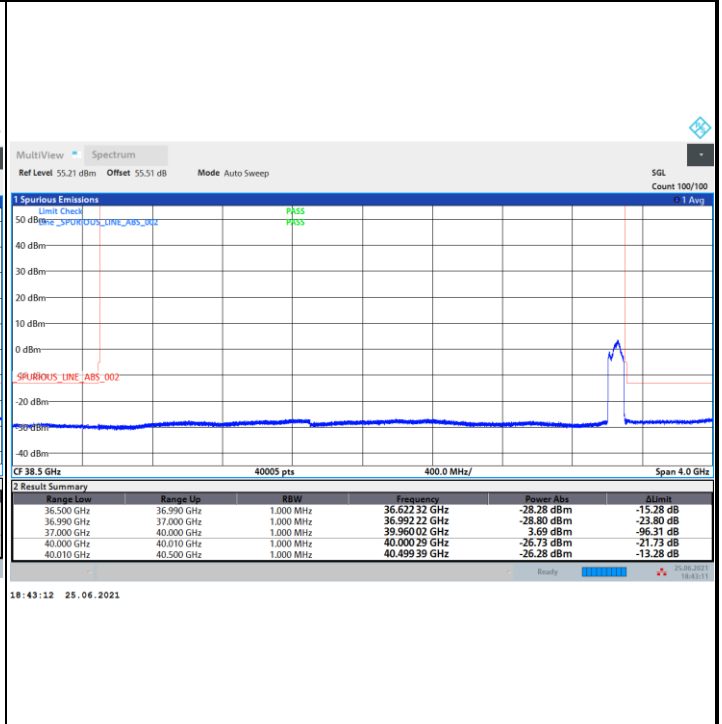 MultiView Spectrum
Ref Level 55.21 dBm Offset 55.51 dB Mode Auto Sweep SGL
Count 100/100
1 Spurious Emissions 1 Avg
Limit Check PASS
Line _SPURIOUS_LINE_ABS_002 PASS
50 dBm
40 dBm
30 dBm
20 dBm
10 dBm
0 dBm
_SPURIOUS_LINE_ABS_002
-20 dBm
-30 dBm
-40 dBm
CF 38.5 GHz 40005 pts 400.0 MHz/ Span 4.0 GHz
2 Result Summary
Range Low Range Up RBW Frequency Power Abs ΔLimit
36.500 GHz 36.990 GHz 1.000 MHz 36.622 32 GHz -28.28 dBm -15.28 dB
36.990 GHz 37.000 GHz 1.000 MHz 36.992 22 GHz -28.80 dBm -23.80 dB
37.000 GHz 40.000 GHz 1.000 MHz 39.960 02 GHz 3.69 dBm -96.31 dB
40.000 GHz 40.010 GHz 1.000 MHz 40.000 29 GHz -26.73 dBm -21.73 dB
40.010 GHz 40.500 GHz 1.000 MHz 40.499 39 GHz -26.28 dBm -13.28 dB
Ready 25.06.2021
18:43:11
18:43:12 25.06.2021